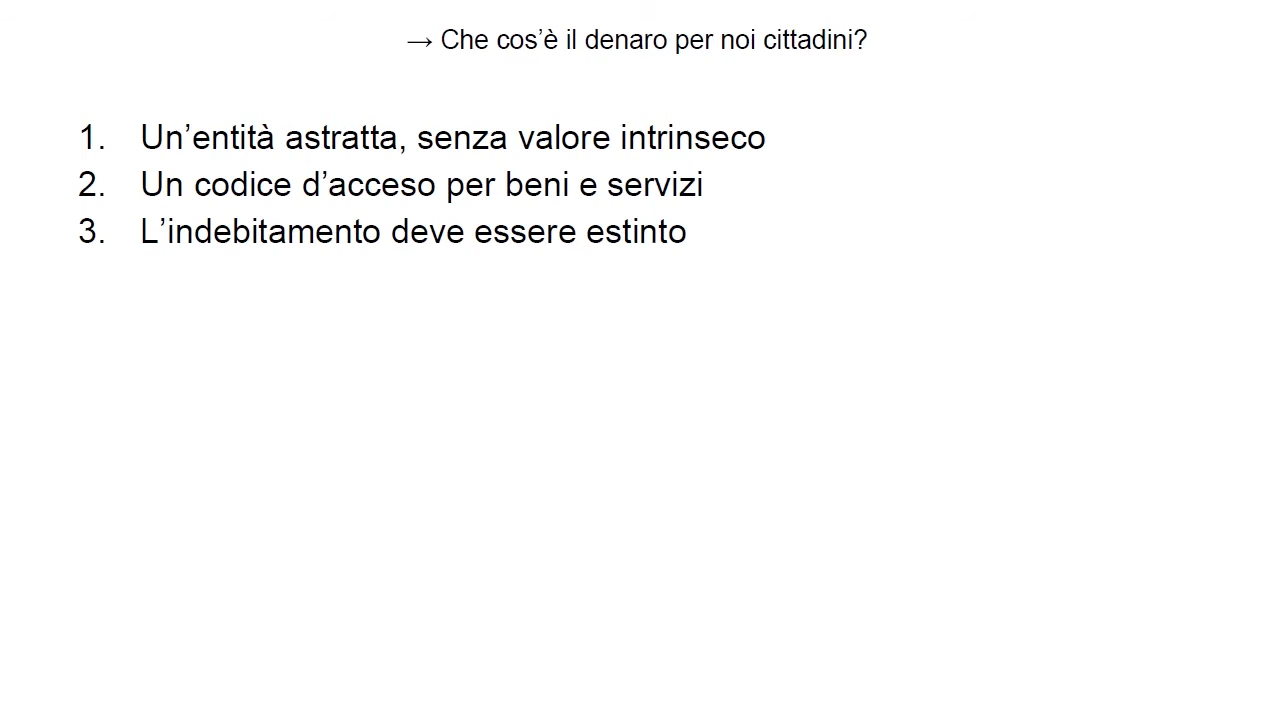 → Che cos’è il denaro per noi cittadini?
1. Un’entità astratta, senza valore intrinseco
2. Un codice d’acceso per beni e servizi
3. L’indebitamento deve essere estinto